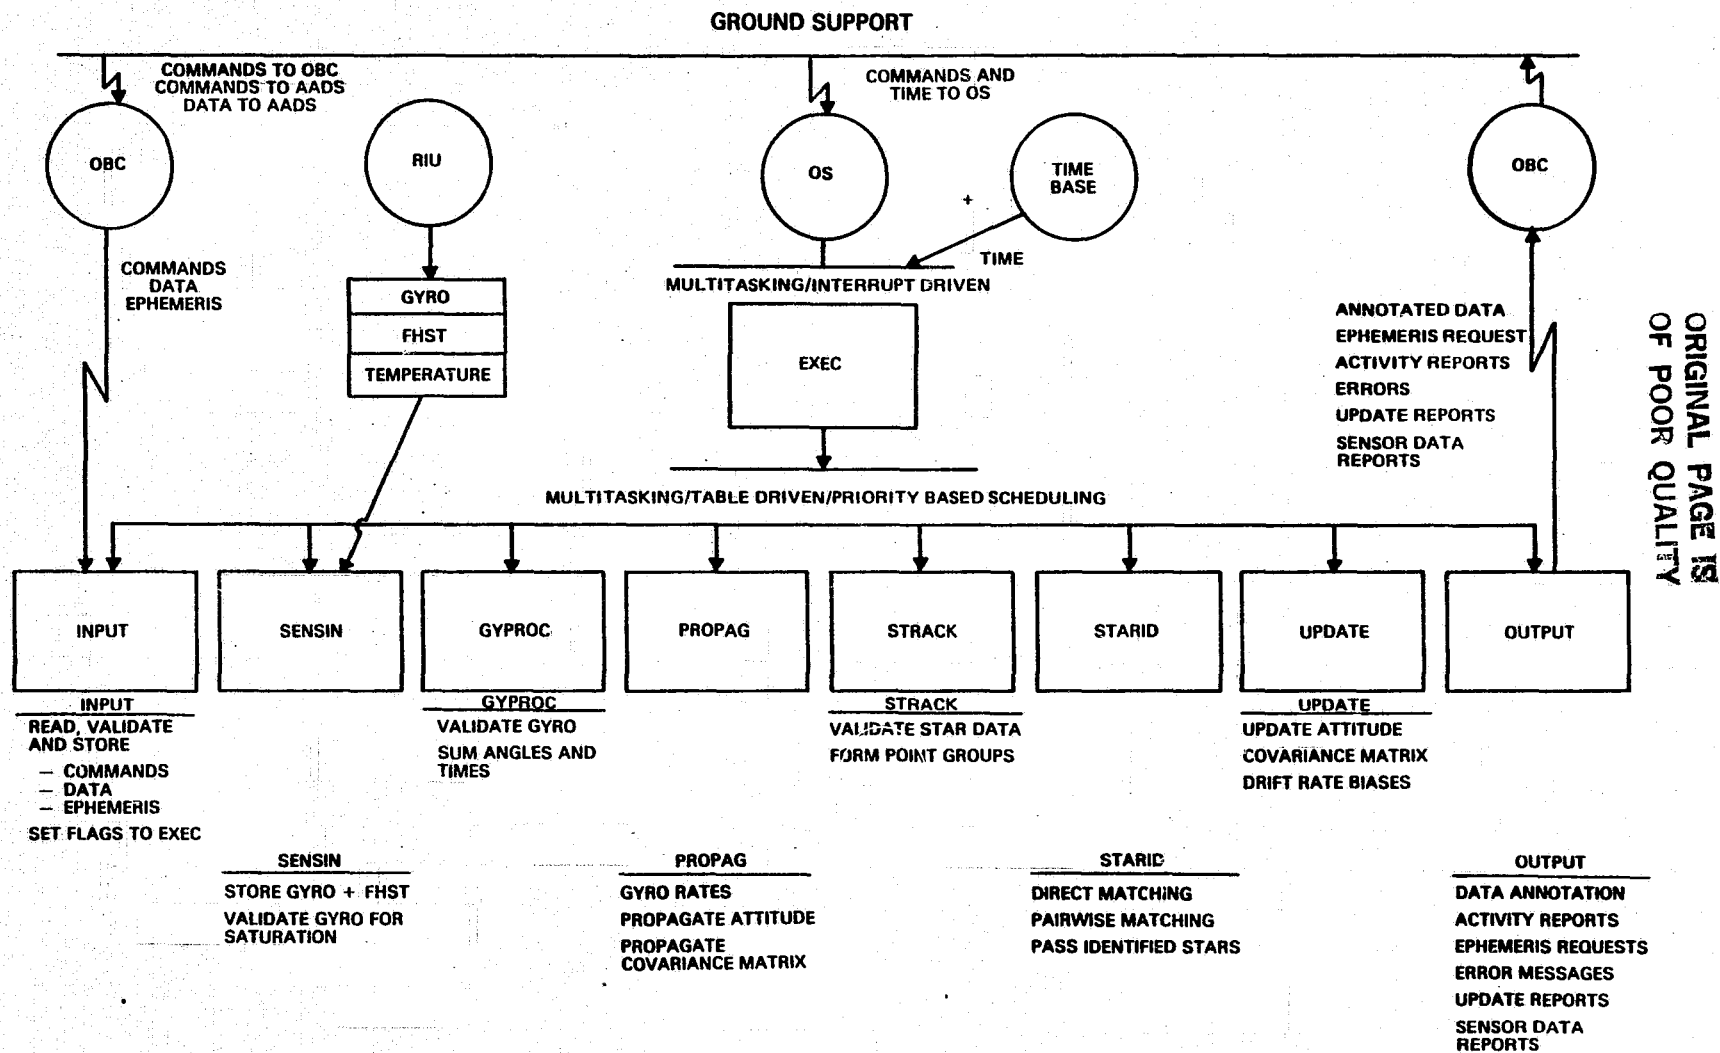 GROUND SUPPORT
COMMANDS TO OBC
COMMANDS TO AADS
DATA TO AADS
COMMANDS AND
TIME TO OS
OBC
RIU
OS
TIME
BASE
OBC
+
TIME
COMMANDS
DATA
EPHEMERIS
GYRO
FHST
TEMPERATURE
MULTITASKING/INTERRUPT DRIVEN
EXEC
ANNOTATED DATA
EPHEMERIS REQUEST
ACTIVITY REPORTS
ERRORS
UPDATE REPORTS
SENSOR DATA
REPORTS
ORIGINAL PAGE IS
OF POOR QUALITY
MULTITASKING/TABLE DRIVEN/PRIORITY BASED SCHEDULING
INPUT
SENSIN
GYPROC
PROPAG
STRACK
STARID
UPDATE
OUTPUT
INPUT
READ, VALIDATE
AND STORE
— COMMANDS
— DATA
— EPHEMERIS
SET FLAGS TO EXEC
GYPROC
VALIDATE GYRO
SUM ANGLES AND
TIMES
STRACK
VALIDATE STAR DATA
FORM POINT GROUPS
UPDATE
UPDATE ATTITUDE
COVARIANCE MATRIX
DRIFT RATE BIASES
SENSIN
STORE GYRO + FHST
VALIDATE GYRO FOR
SATURATION
PROPAG
GYRO RATES
PROPAGATE ATTITUDE
PROPAGATE
COVARIANCE MATRIX
STARID
DIRECT MATCHING
PAIRWISE MATCHING
PASS IDENTIFIED STARS
OUTPUT
DATA ANNOTATION
ACTIVITY REPORTS
EPHEMERIS REQUESTS
ERROR MESSAGES
UPDATE REPORTS
SENSOR DATA
REPORTS